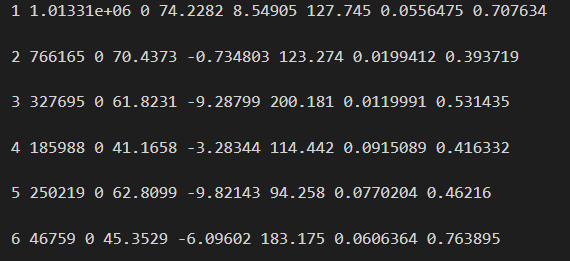 1 1.01331e+06 0 74.2282 8.54905 127.745 0.0556475 0.707634
2 766165 0 70.4373 -0.734803 123.274 0.0199412 0.393719
3 327695 0 61.8231 -9.28799 200.181 0.0119991 0.531435
4 185988 0 41.1658 -3.28344 114.442 0.0915089 0.416332
5 250219 0 62.8099 -9.82143 94.258 0.0770204 0.46216
6 46759 0 45.3529 -6.09602 183.175 0.0606364 0.763895